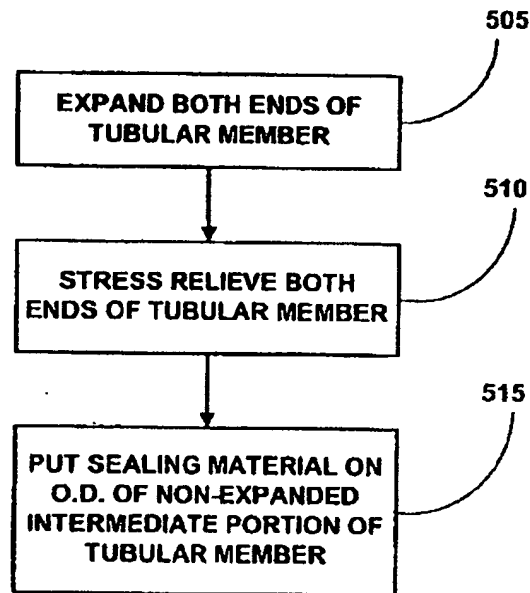 505
EXPAND BOTH ENDS OF
TUBULAR MEMBER
510
STRESS RELIEVE BOTH
ENDS OF TUBULAR MEMBER
515
PUT SEALING MATERIAL ON
O.D. OF NON-EXPANDED
INTERMEDIATE PORTION OF
TUBULAR MEMBER